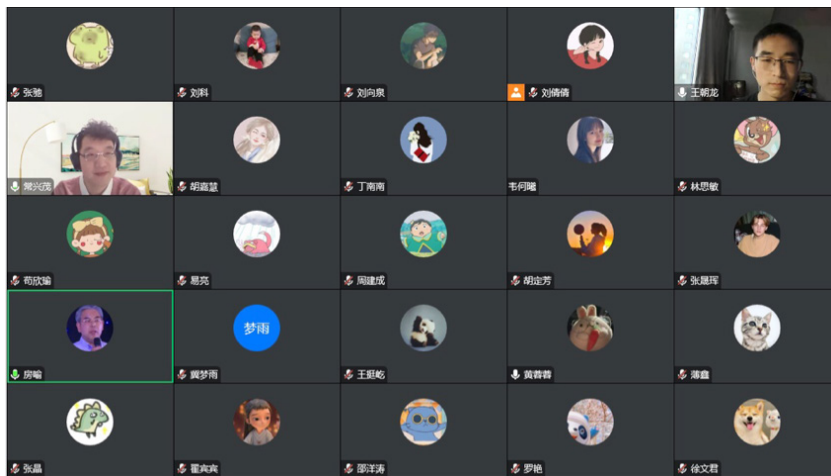 张驰
刘科
刘向泉
刘倩倩
王朝龙
常兴茂
胡嘉慧
丁南南
韦何曦
林思敏
苟欣瑜
易亮
周建成
胡定芳
张晟珲
房喻
梦雨
冀梦雨
王挺屹
黄蓉蓉
薄鑫
张晶
瞿宾宾
邵洋涛
罗艳
徐文君